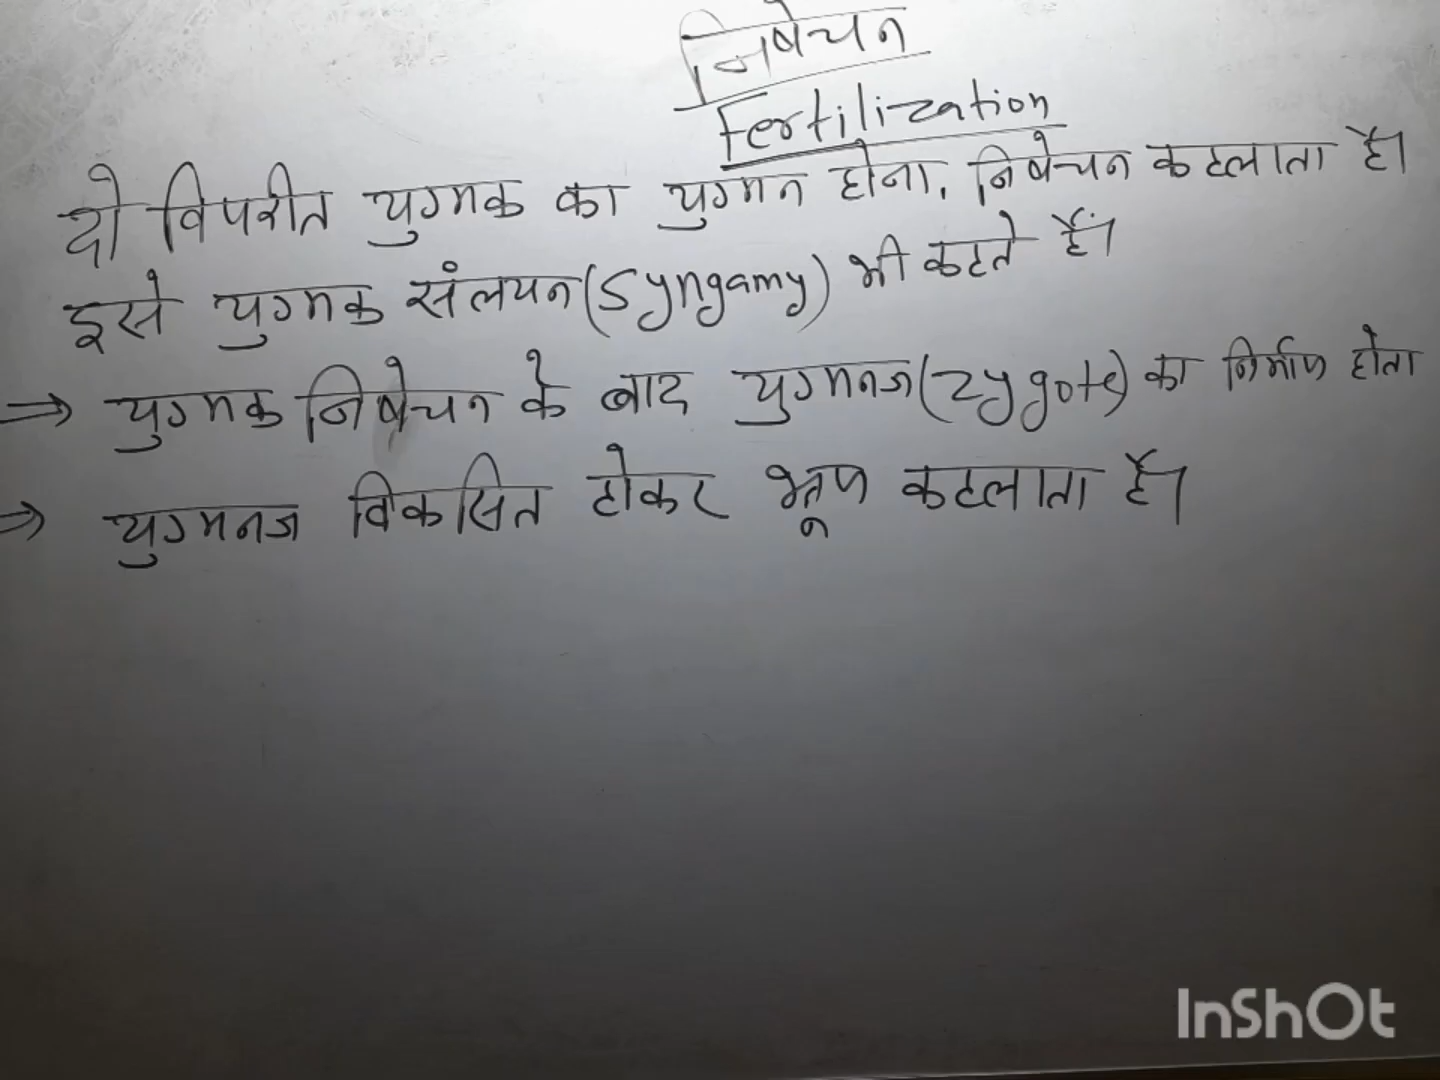 निषेचन
Fertilization
दो विपरीत युग्मक का युग्मन होना, निषेचन कहलाता है।
इसे युग्मक संलयन (Syngamy) भी कहते हैं।
⇒ युग्मक निषेचन के बाद युग्मनज (zygote) का निर्माण होता
⇒ युग्मनज विकसित होकर भ्रूण कहलाता है।
InShOt